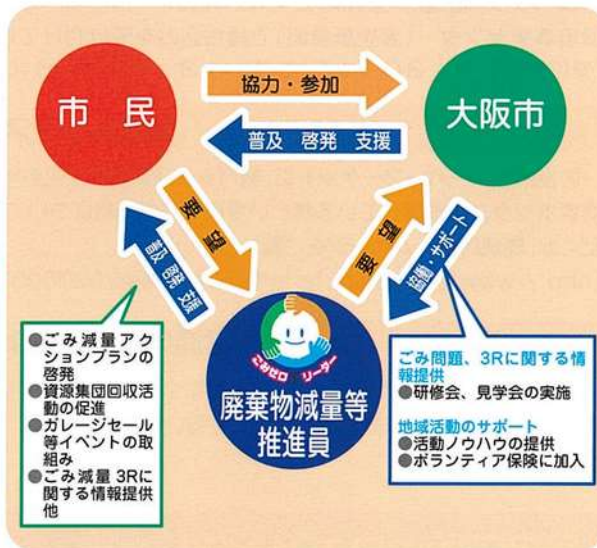 市 民
協力・参加
大阪市
普及 啓発 支援
要 望
普及 啓発 支援
要 望
協働・サポート
ごみゼロ リーダー
廃棄物減量等
推進員
●ごみ減量アク
ションプランの
啓発
●資源集団回収活
動の促進
●ガレージセール
等イベントの取
組み
●ごみ減量 3Rに
関する情報提供
他
ごみ問題、3Rに関する情
報提供
●研修会、見学会の実施
地域活動のサポート
●活動ノウハウの提供
●ボランティア保険に加入